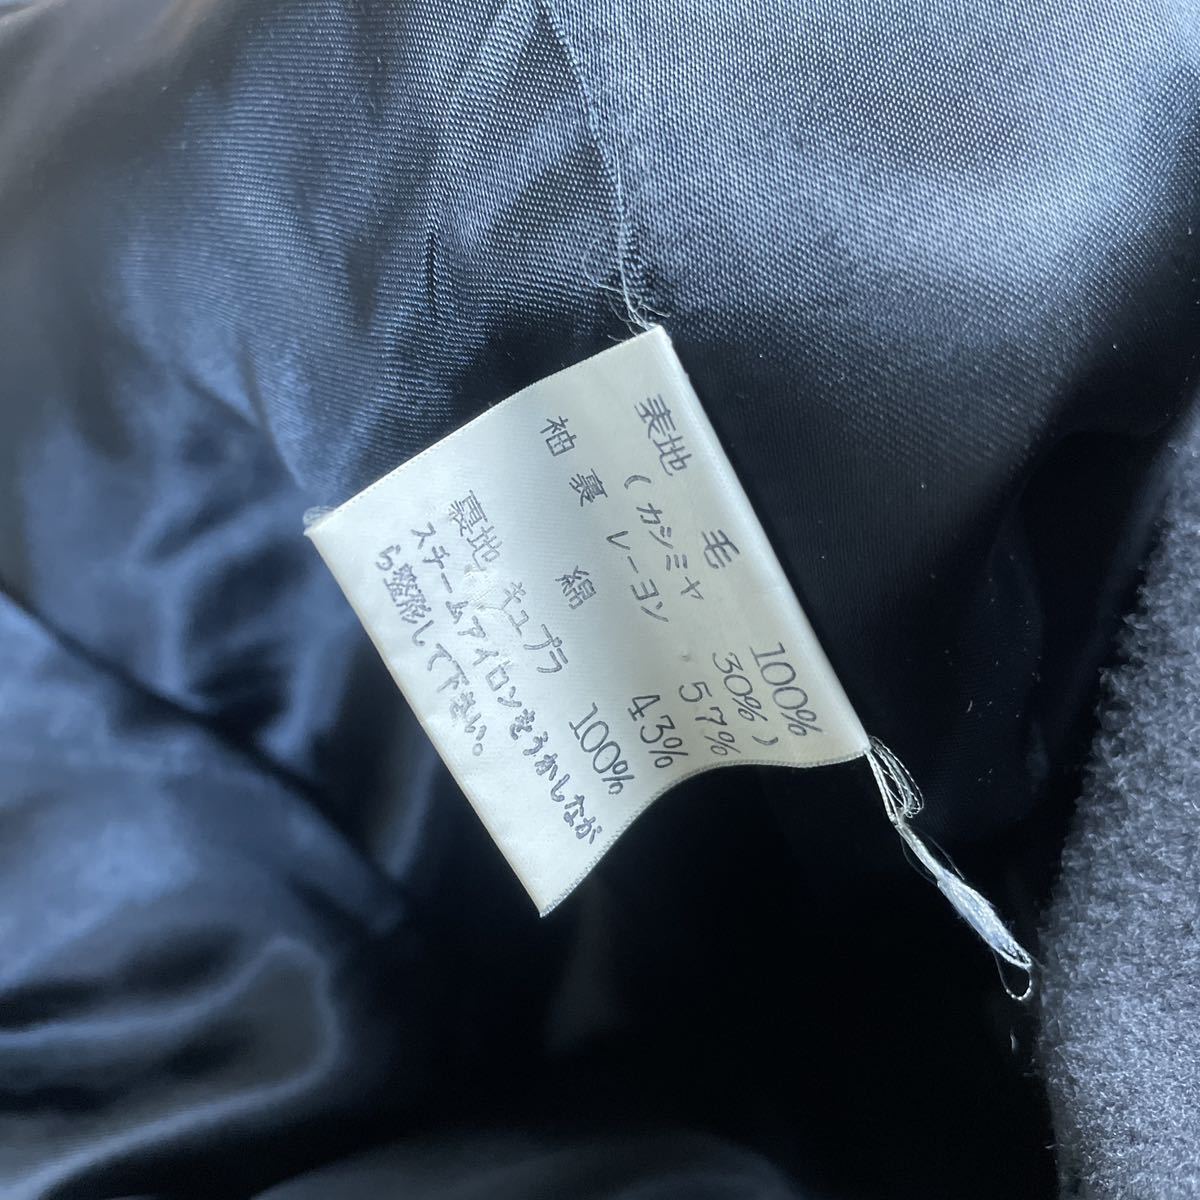 表地 毛 100%
(カシミヤ 30%)
袖裏 レーヨン 57%
綿 43%
裏地 キュプラ 100%
スチームアイロンをうかしなが
ら整形して下さい。